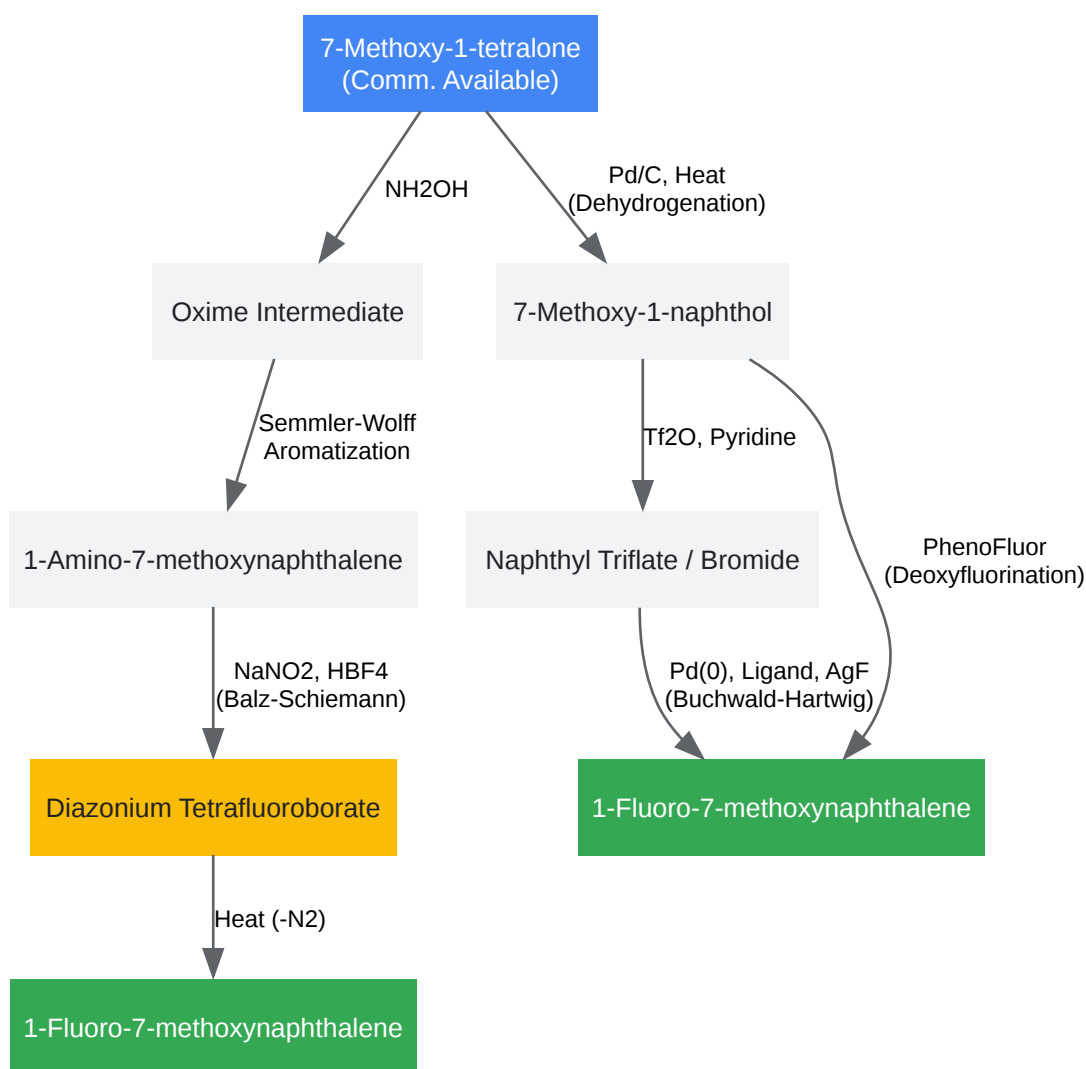 7-Methoxy-1-tetralone
(Comm. Available)
NH2OH
Pd/C, Heat
(Dehydrogenation)
Oxime Intermediate
7-Methoxy-1-naphthol
Semmler-Wolff
Aromatization
Tf2O, Pyridine
1-Amino-7-methoxynaphthalene
Naphthyl Triflate / Bromide
PhenoFluor
(Deoxyfluorination)
NaNO2, HBF4
(Balz-Schiemann)
Pd(0), Ligand, AgF
(Buchwald-Hartwig)
Diazonium Tetrafluoroborate
1-Fluoro-7-methoxynaphthalene
Heat (-N2)
1-Fluoro-7-methoxynaphthalene